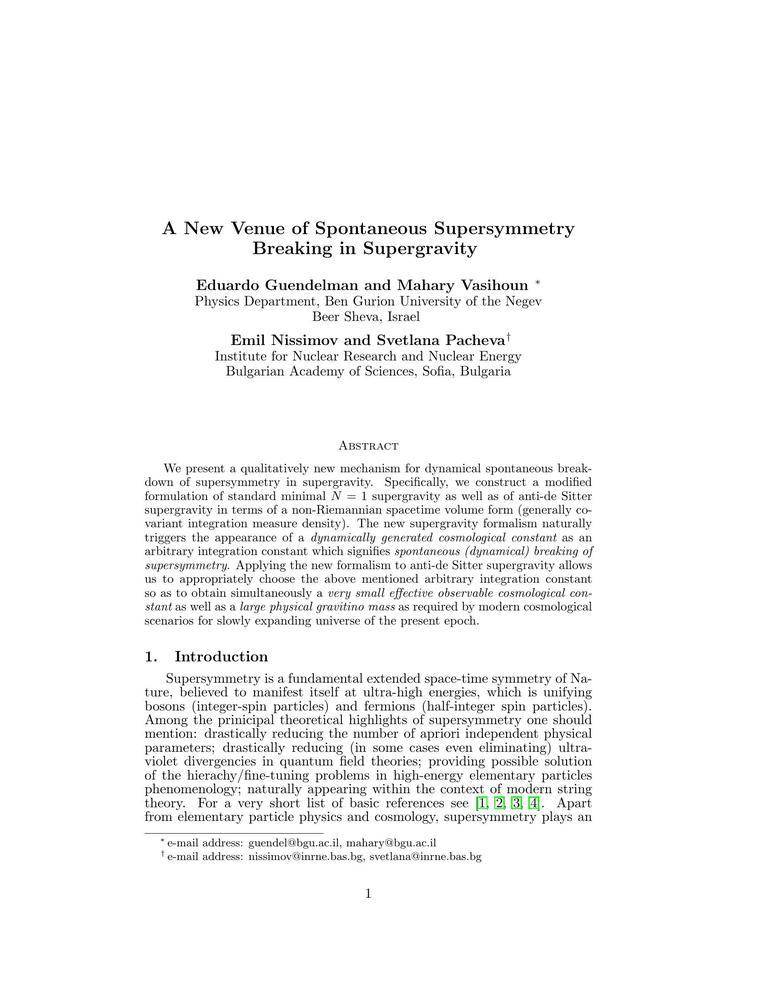 A New Venue of Spontaneous Supersymmetry
Breaking in Supergravity
Eduardo Guendelman and Mahary Vasihoun *
Physics Department, Ben Gurion University of the Negev
Beer Sheva, Israel
Emil Nissimov and Svetlana Pacheva†
Institute for Nuclear Research and Nuclear Energy
Bulgarian Academy of Sciences, Sofia, Bulgaria
Abstract
We present a qualitatively new mechanism for dynamical spontaneous break-
down of supersymmetry in supergravity. Specifically, we construct a modified
formulation of standard minimal N = 1 supergravity as well as of anti-de Sitter
supergravity in terms of a non-Riemannian spacetime volume form (generally co-
variant integration measure density). The new supergravity formalism naturally
triggers the appearance of a dynamically generated cosmological constant as an
arbitrary integration constant which signifies spontaneous (dynamical) breaking of
supersymmetry. Applying the new formalism to anti-de Sitter supergravity allows
us to appropriately choose the above mentioned arbitrary integration constant
so as to obtain simultaneously a very small effective observable cosmological con-
stant as well as a large physical gravitino mass as required by modern cosmological
scenarios for slowly expanding universe of the present epoch.
1. Introduction
Supersymmetry is a fundamental extended space-time symmetry of Na-
ture, believed to manifest itself at ultra-high energies, which is unifying
bosons (integer-spin particles) and fermions (half-integer spin particles).
Among the prinicipal theoretical highlights of supersymmetry one should
mention: drastically reducing the number of apriori independent physical
parameters; drastically reducing (in some cases even eliminating) ultra-
violet divergencies in quantum field theories; providing possible solution
of the hierachy/fine-tuning problems in high-energy elementary particles
phenomenology; naturally appearing within the context of modern string
theory. For a very short list of basic references see [1, 2, 3, 4]. Apart
from elementary particle physics and cosmology, supersymmetry plays an
* e-mail address: guendel@bgu.ac.il, mahary@bgu.ac.il
† e-mail address: nissimov@inrne.bas.bg, svetlana@inrne.bas.bg
1